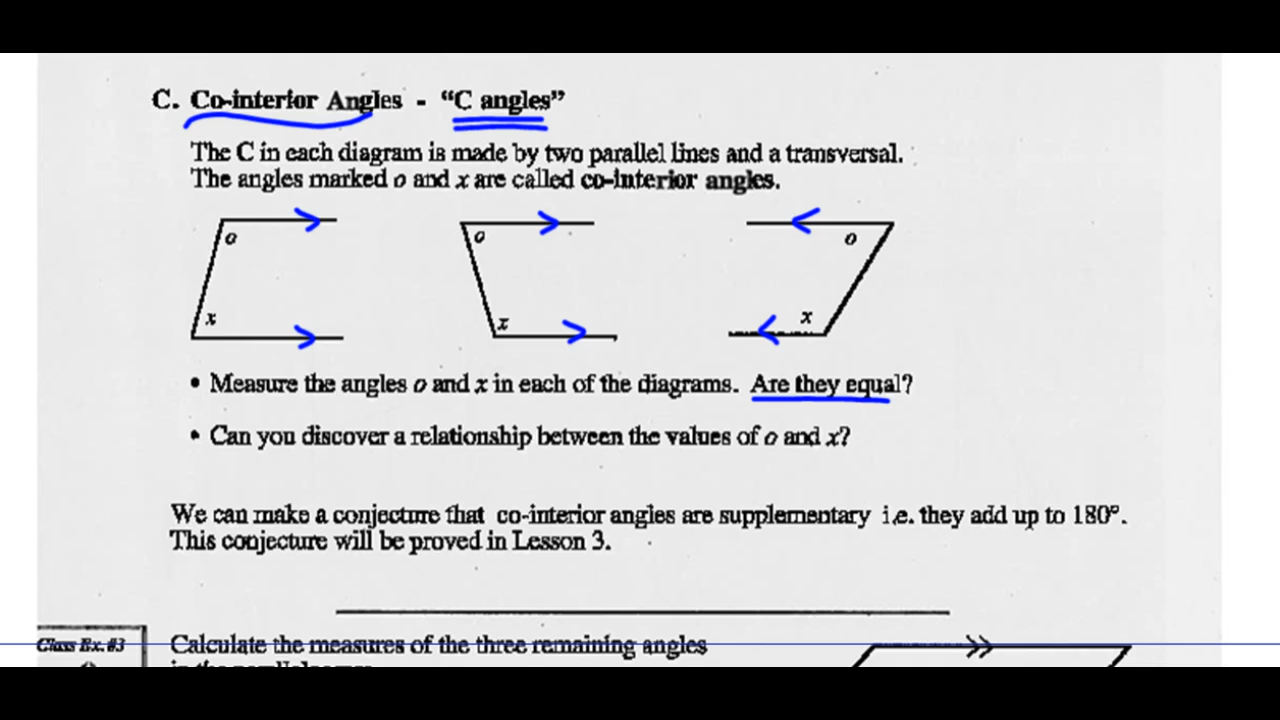 C. Co-interior Angles - "C angles"
The C in each diagram is made by two parallel lines and a transversal.
The angles marked o and x are called co-interior angles.
o
o
o
x
x
x
• Measure the angles o and x in each of the diagrams. Are they equal?
• Can you discover a relationship between the values of o and x?
We can make a conjecture that co-interior angles are supplementary i.e. they add up to 180°.
This conjecture will be proved in Lesson 3.
Class Ex. #3
Calculate the measures of the three remaining angles
in the